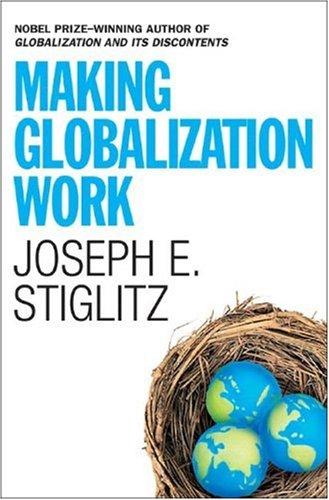 NOBEL PRIZE–WINNING AUTHOR OF
GLOBALIZATION AND ITS DISCONTENTS
MAKING
GLOBALIZATION
WORK
JOSEPH E.
STIGLITZ